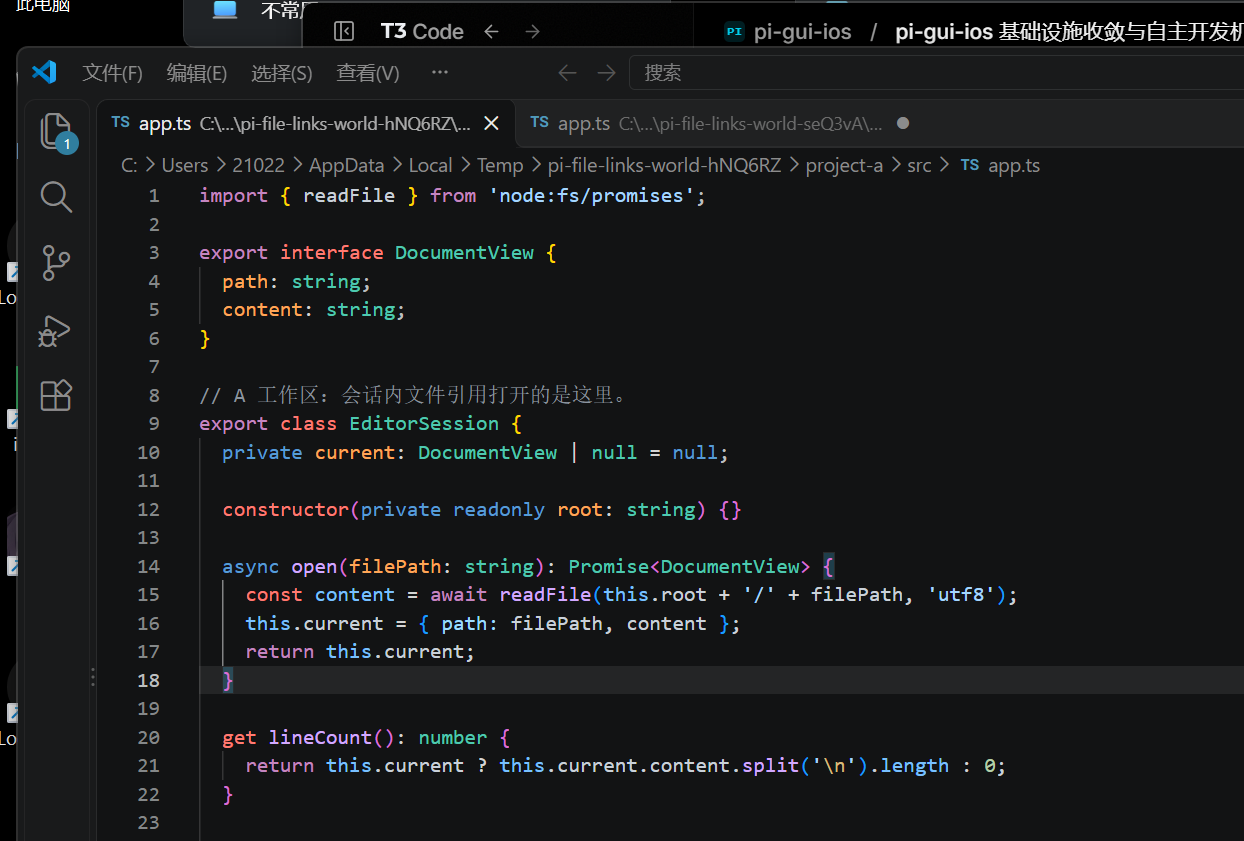 此电脑
T3 Code ← →
PI pi-gui-ios / pi-gui-ios 基础设施收敛与自主开发机
文件(F) 编辑(E) 选择(S) 查看(V) ··· ← → 搜索
1
TS app.ts C:\...\pi-file-links-world-hNQ6RZ\... ×
TS app.ts C:\...\pi-file-links-world-seQ3vA\... ●
C: > Users > 21022 > AppData > Local > Temp > pi-file-links-world-hNQ6RZ > project-a > src > TS app.ts
1 import { readFile } from 'node:fs/promises';
2
3 export interface DocumentView {
4   path: string;
5   content: string;
6 }
7
8 // A 工作区: 会话内文件引用打开的是这里。
9 export class EditorSession {
10   private current: DocumentView | null = null;
11
12   constructor(private readonly root: string) {}
13
14   async open(filePath: string): Promise<DocumentView> {
15     const content = await readFile(this.root + '/' + filePath, 'utf8');
16     this.current = { path: filePath, content };
17     return this.current;
18   }
19
20   get lineCount(): number {
21     return this.current ? this.current.content.split('\n').length : 0;
22   }
23